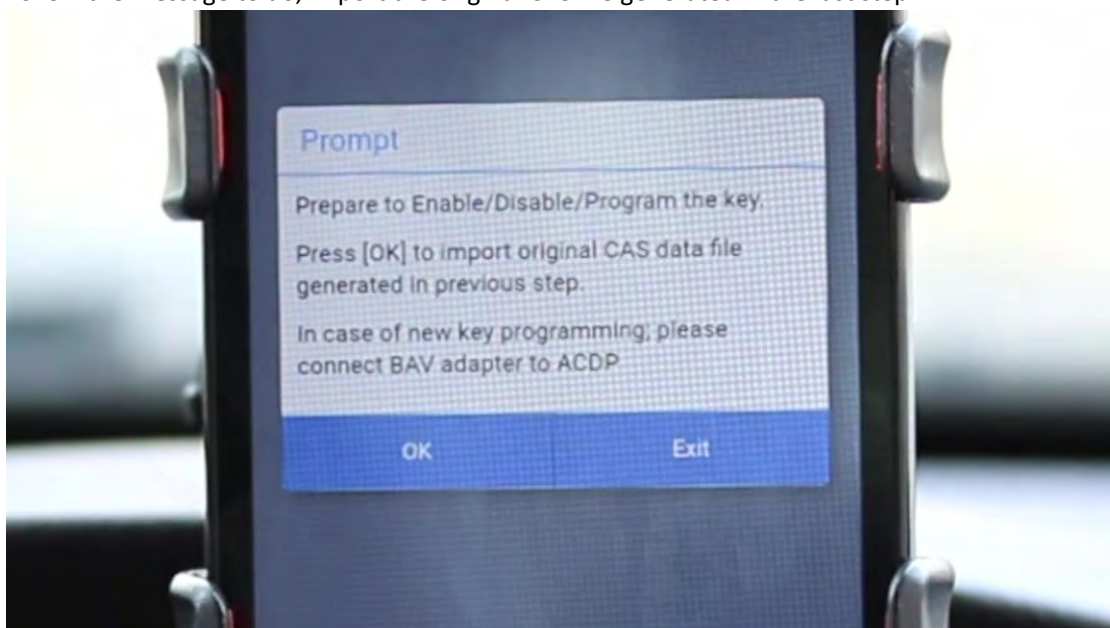 Prompt
Prepare to Enable/Disable/Program the key.
Press [OK] to import original CAS data file
generated in previous step.
In case of new key programming, please
connect BAV adapter to ACDP
OK
Exit